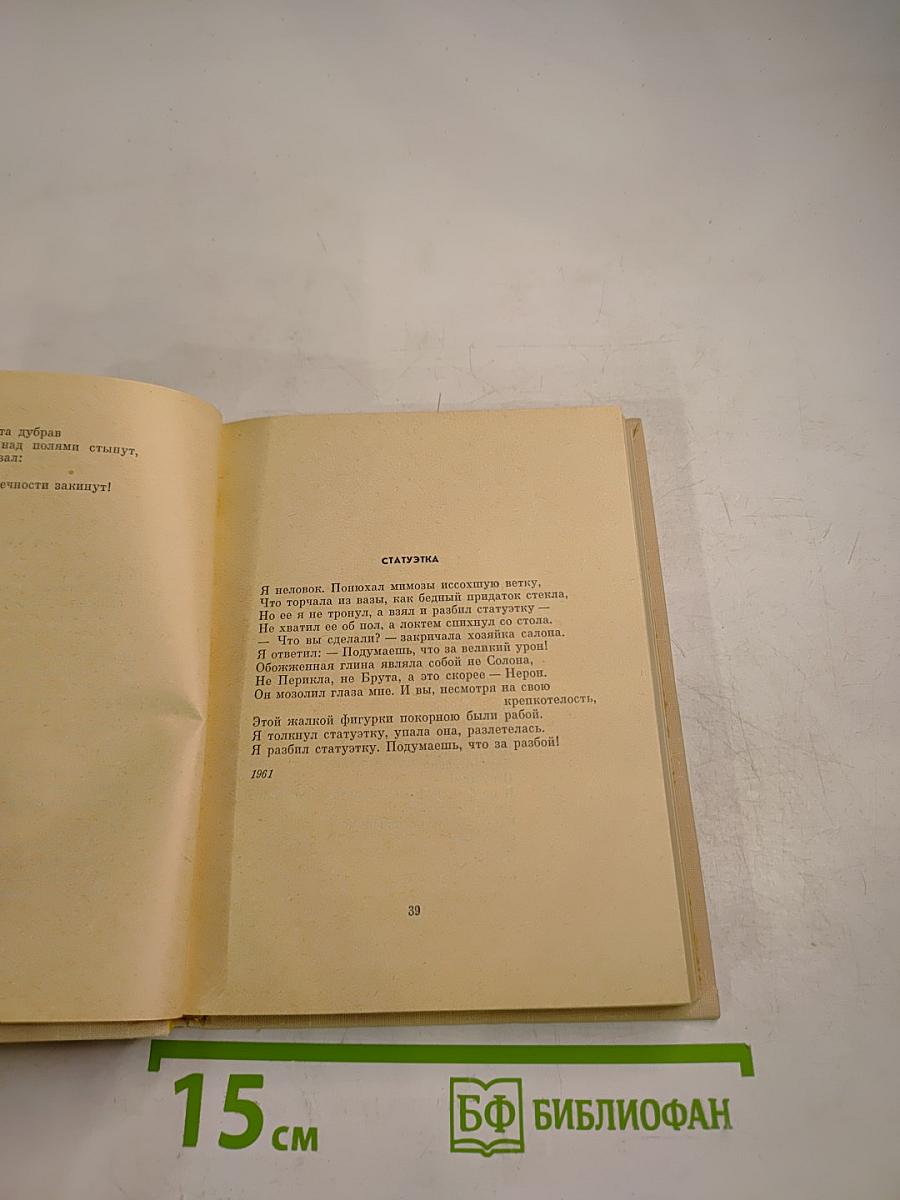 та дубрав
над полями стынут,
вал:
ечности закинут!
СТАТУЭТКА
Я неловок. Понюхал мимозы иссохшую ветку,
Что торчала из вазы, как бедный придаток стекла,
Но ее я не тронул, а взял и разбил статуэтку —
Не хватил ее об пол, а локтем спихнул со стола.
— Что вы сделали? — закричала хозяйка салона.
Я ответил: — Подумаешь, что за великий урон!
Обожженная глина являла собой не Солона,
Не Перикла, не Брута, а это скорее — Нерон.
Он мозолил глаза мне. И вы, несмотря на свою
крепкотелость,
Этой жалкой фигурки покорною были рабой.
Я толкнул статуэтку, упала она, разлетелась.
Я разбил статуэтку. Подумаешь, что за разбой!
1961
39
15 см
БФ БИБЛИОФАН